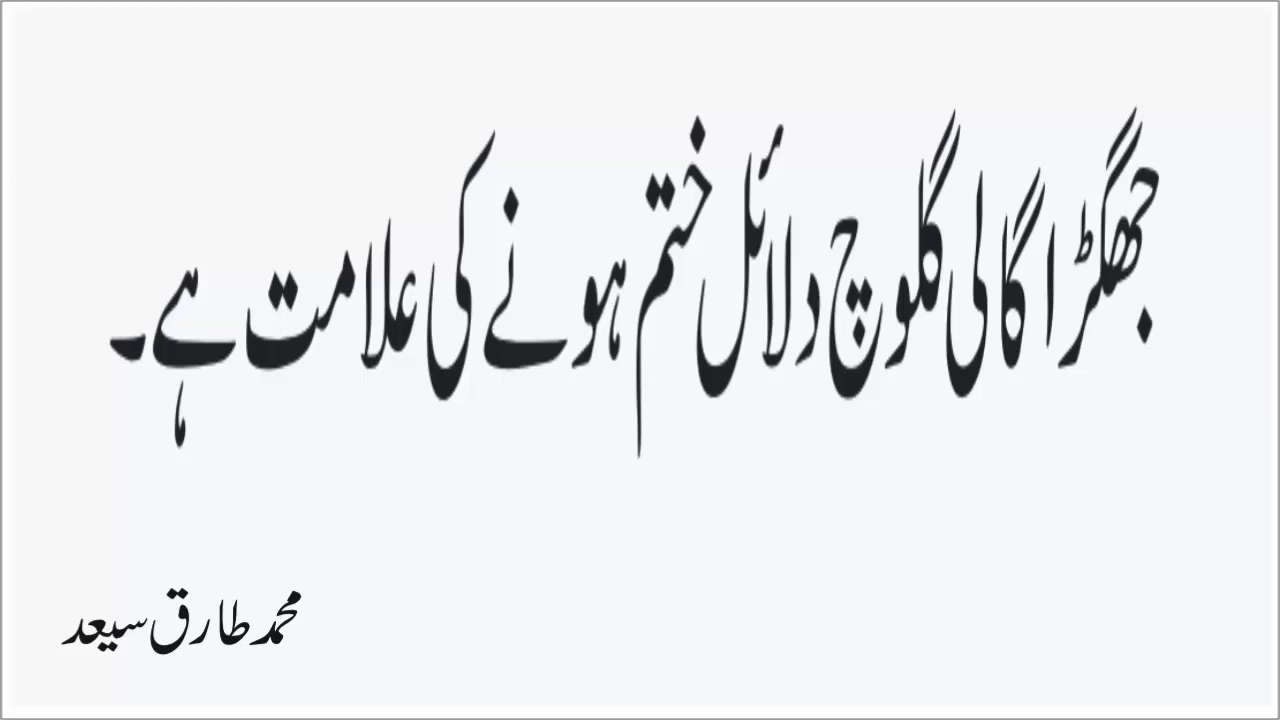 جھگڑا گالی گلوچ دلائل ختم ہونے کی علامت ہے۔
محمد طارق سیعد